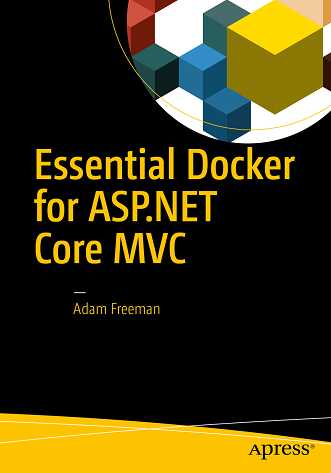 Essential Docker
for ASP.NET
Core MVC
Adam Freeman
Apress®